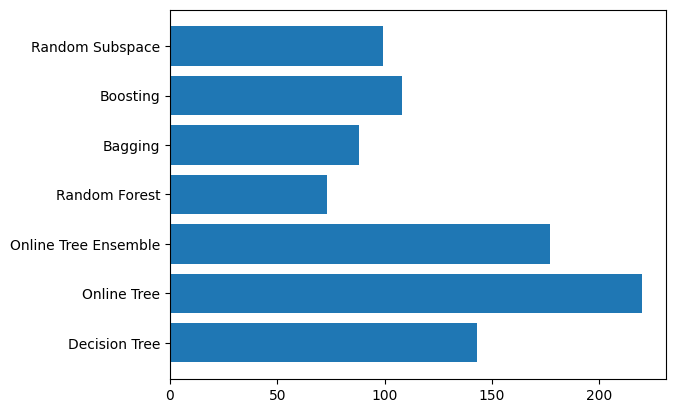 Random Subspace
Boosting
Bagging
Random Forest
Online Tree Ensemble
Online Tree
Decision Tree
0 50 100 150 200